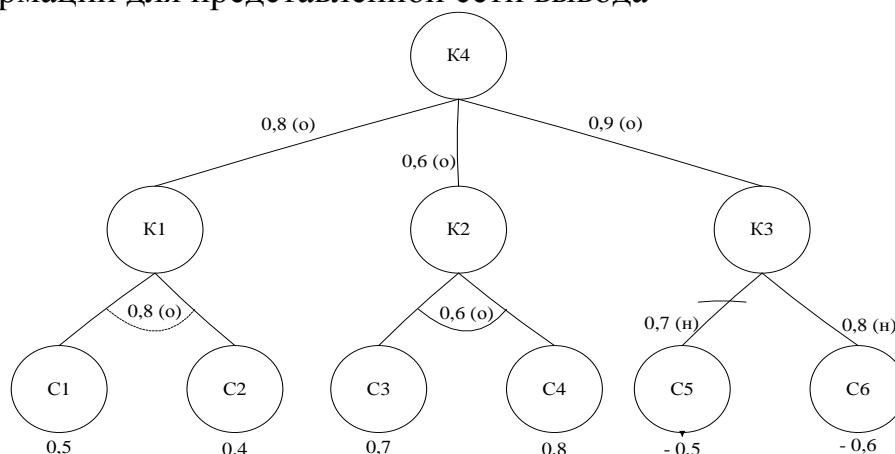 рмации для представленной сети вывода
К4
0,8 (о)
0,6 (о)
0,9 (о)
К1
К2
К3
0,8 (о)
0,6 (о)
0,7 (н)
0,8 (н)
С1
С2
С3
С4
С5
С6
0,5
0,4
0,7
0,8
- 0,5
- 0,6